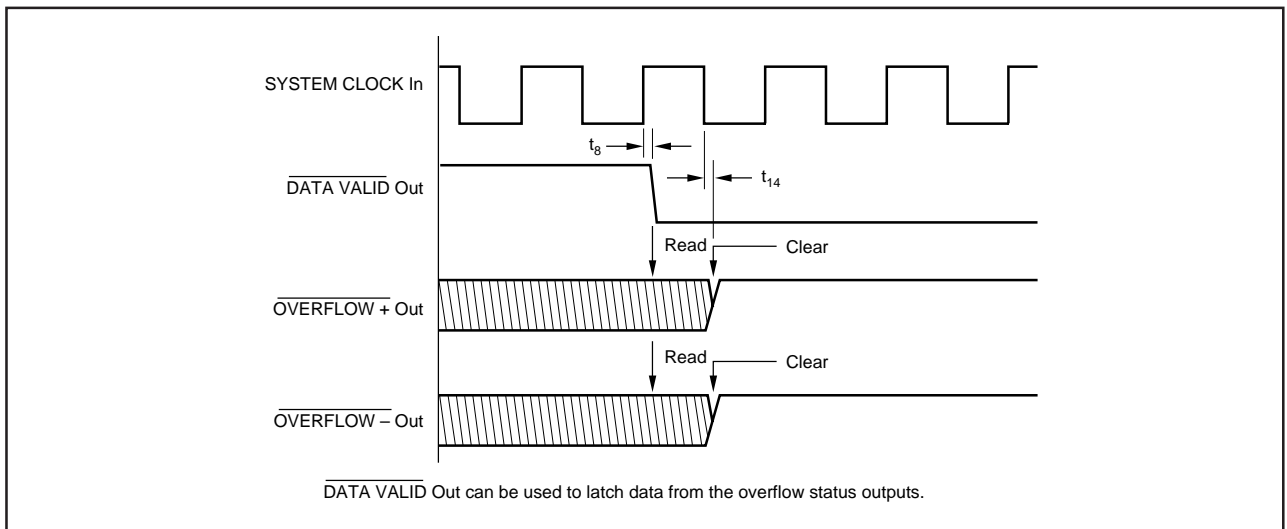 SYSTEM CLOCK In
t8
DATA VALID Out
t14
Read
Clear
OVERFLOW + Out
Read
Clear
OVERFLOW – Out
DATA VALID Out can be used to latch data from the overflow status outputs.